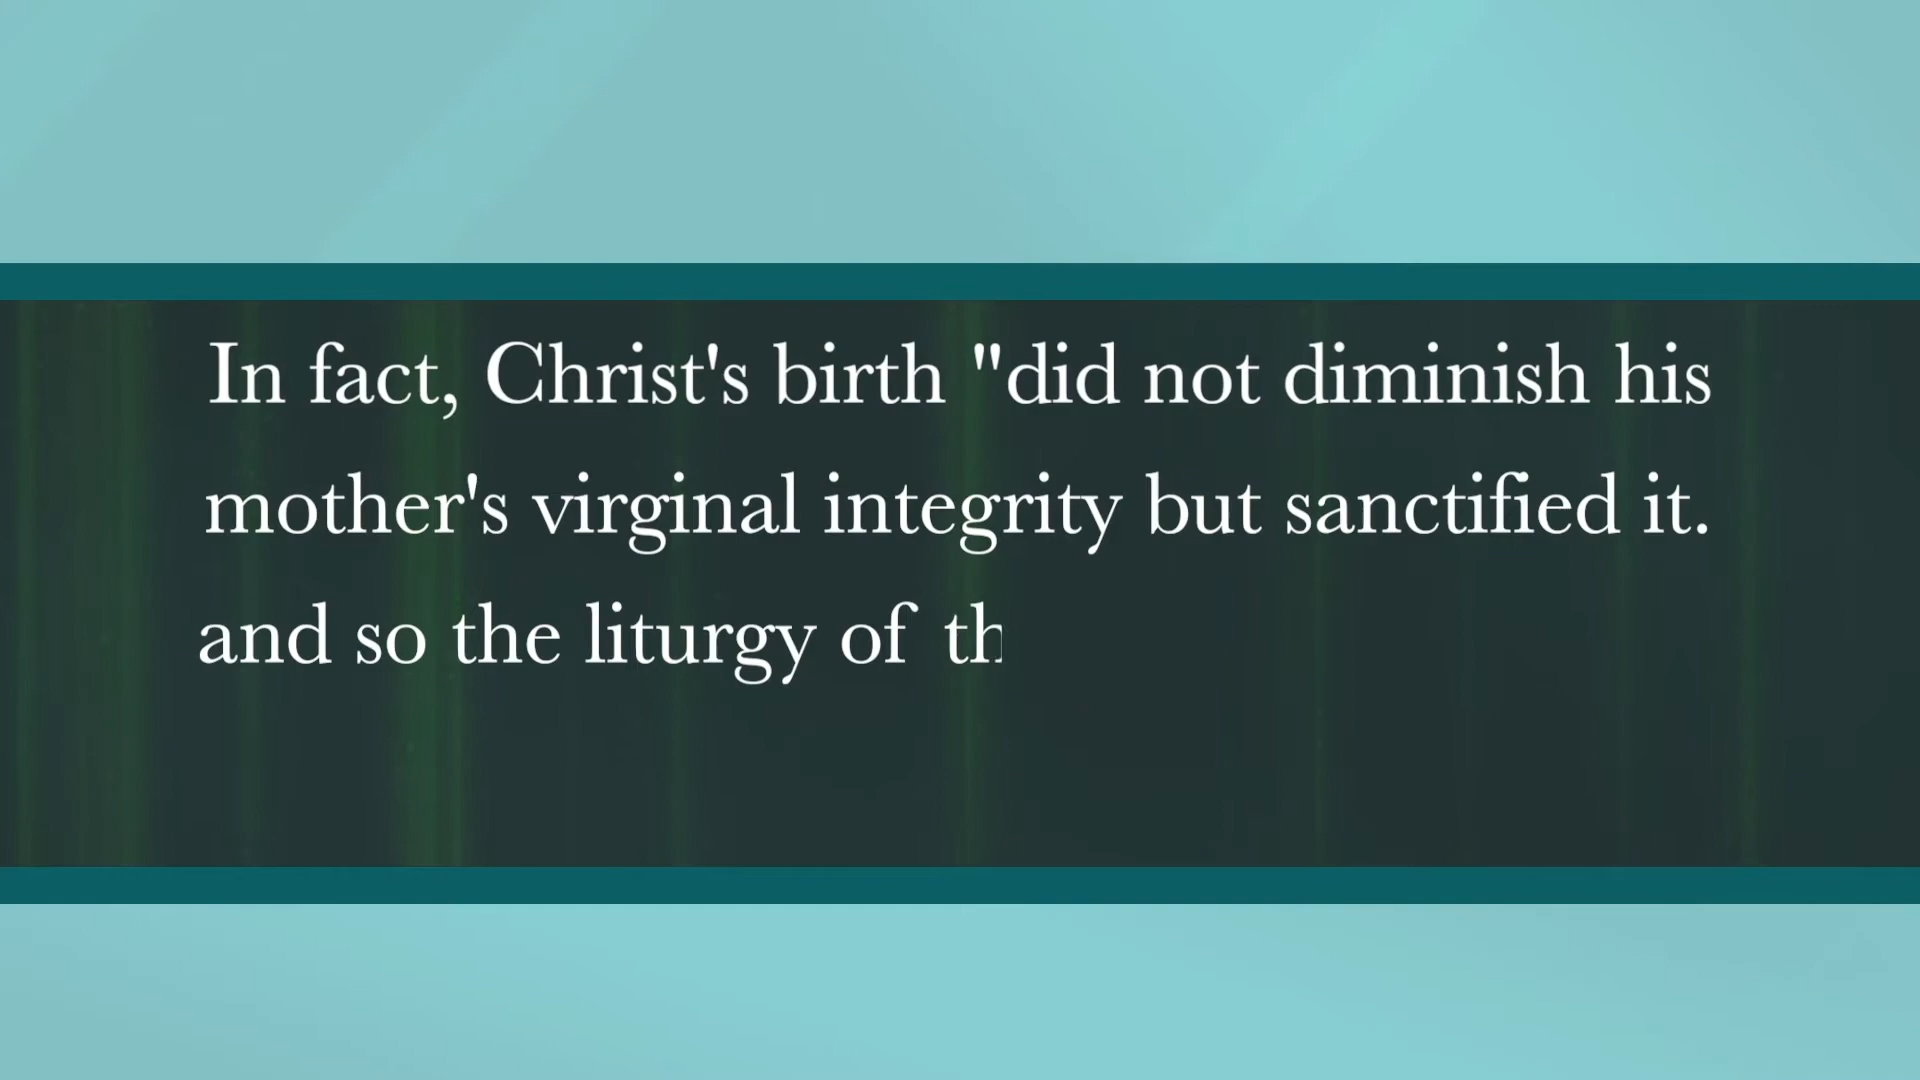 In fact, Christ's birth "did not diminish his
mother's virginal integrity but sanctified it.
and so the liturgy of th